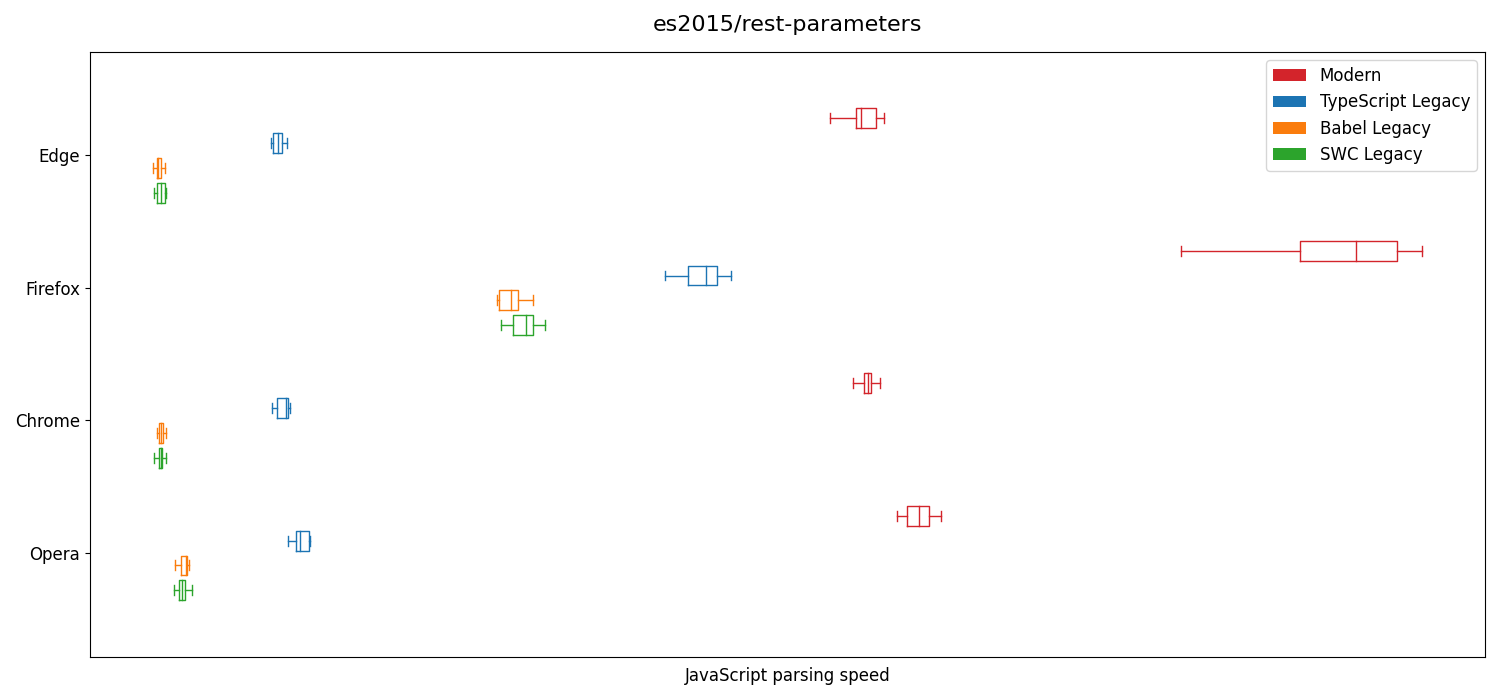 es2015/rest-parameters
Modern
TypeScript Legacy
Babel Legacy
SWC Legacy
Edge
Firefox
Chrome
Opera
JavaScript parsing speed